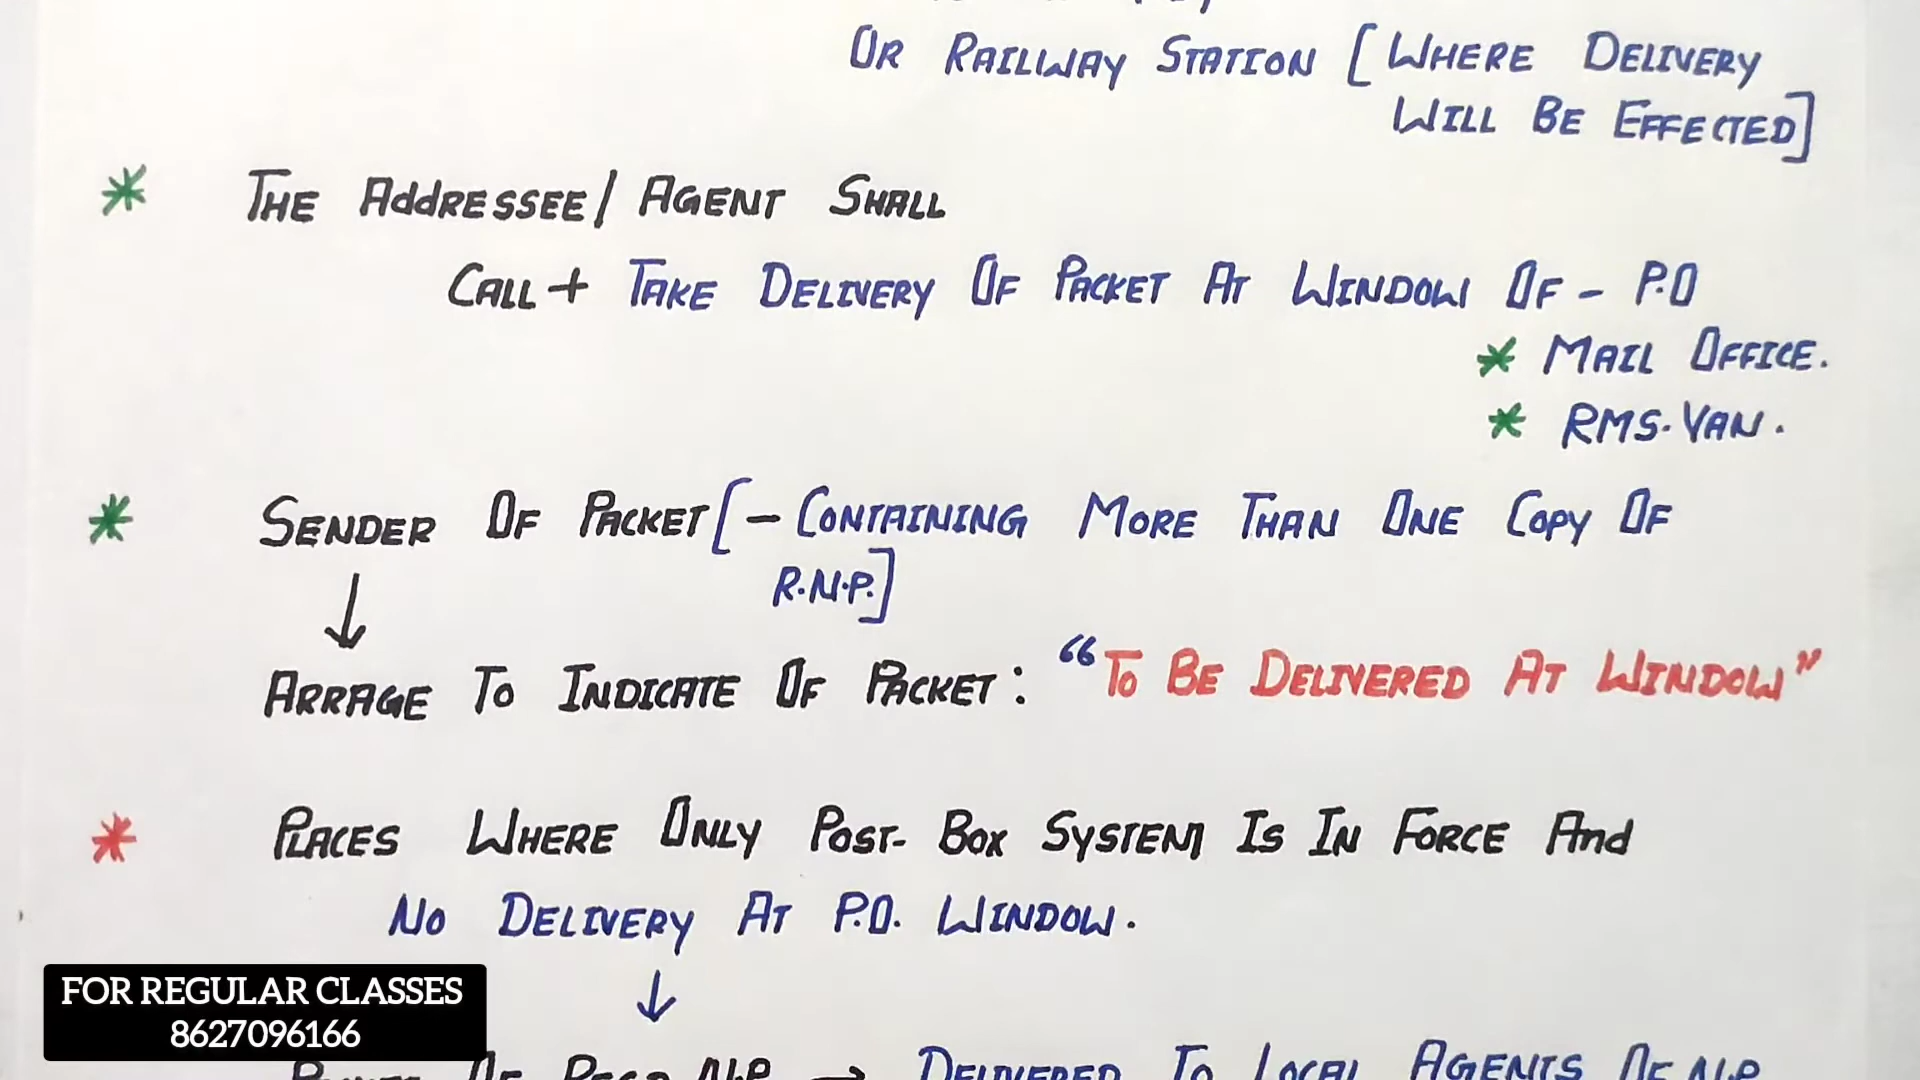 OR RAILWAY STATION [WHERE DELIVERY
WILL BE EFFECTED]
* THE ADDRESSEE/ AGENT SHALL
CALL + TAKE DELIVERY OF PACKET AT WINDOW OF - P.O
* MAIL OFFICE.
* RMS. VAN.
* SENDER OF PACKET [- CONTAINING MORE THAN ONE COPY OF
R.N.P.]
↓
ARRAGE TO INDICATE OF PACKET: “TO BE DELIVERED AT WINDOW”
* PLACES WHERE ONLY POST- BOX SYSTEM IS IN FORCE AND
NO DELIVERY AT P.O. WINDOW.
↓
OF → DELIVERED TO LOCAL AGENTS OF N.P
FOR REGULAR CLASSES
8627096166